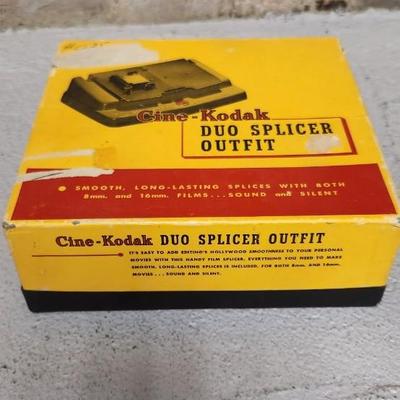 Cine-Kodak
DUO SPLICER
OUTFIT
• SMOOTH, LONG-LASTING SPLICES WITH BOTH
8mm. and 16mm. FILMS...SOUND and SILENT
Cine-Kodak DUO SPLICER OUTFIT
IT'S EASY TO ADD EDITING'S HOLLYWOOD SMOOTHNESS TO YOUR PERSONAL
MOVIES WITH THIS HANDY FILM SPLICER. EVERYTHING YOU NEED TO MAKE
SMOOTH, LONG-LASTING SPLICES IS INCLUDED. FOR BOTH 8mm. AND 16mm.
MOVIES...SOUND AND SILENT.